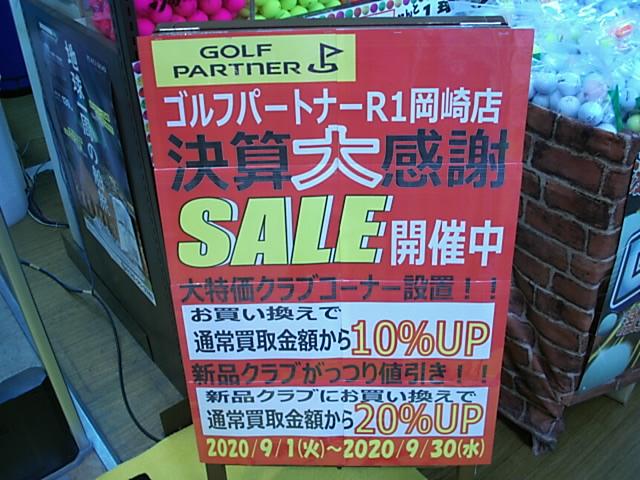 GOLF
PARTNER
ゴルフパートナーR1岡崎店
決算大感謝
SALE開催中
大特価クラブコーナー設置！！
お買い換えで
通常買取金額から10%UP
新品クラブがっつり値引き！！
新品クラブにお買い換えで
通常買取金額から20%UP
2020/9/1(火)～2020/9/30(水)